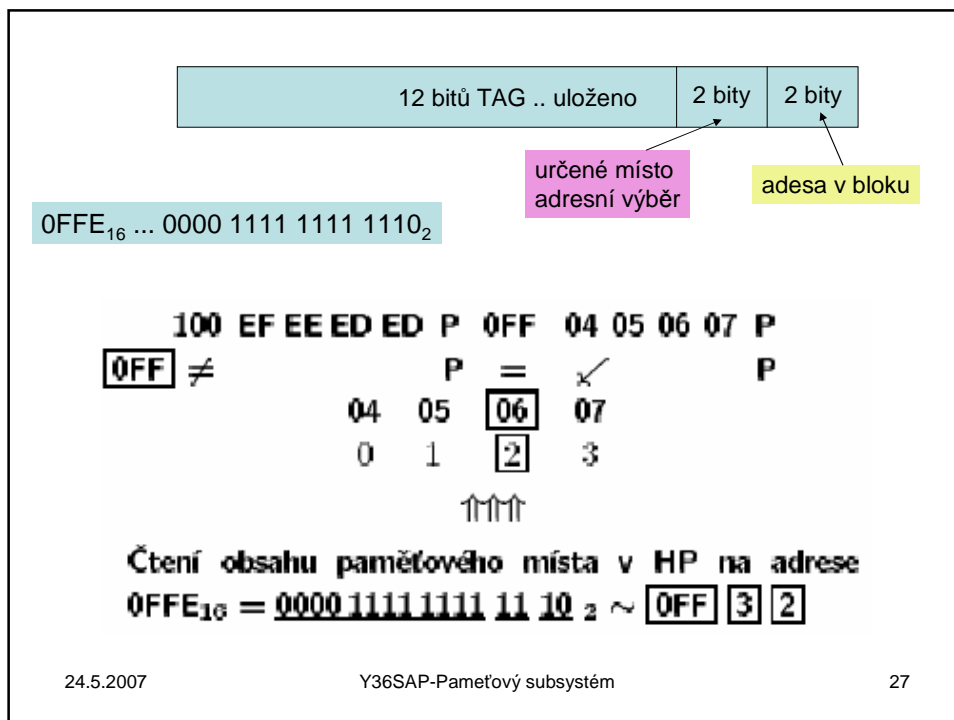 12 bitů TAG .. uloženo 2 bity 2 bity
určené místo
adresní výběr
adesa v bloku
0FFE16 ... 0000 1111 1111 11102
100 EF EE ED ED P 0FF 04 05 06 07 P
0FF ≠ P = ↙ P
04 05 06 07
0 1 2 3
⇑⇑⇑
Čtení obsahu paměťového místa v HP na adrese
0FFE16 = 0000 1111 1111 11 10 2 ~ 0FF 3 2
24.5.2007 Y36SAP-Pameťový subsystém 27